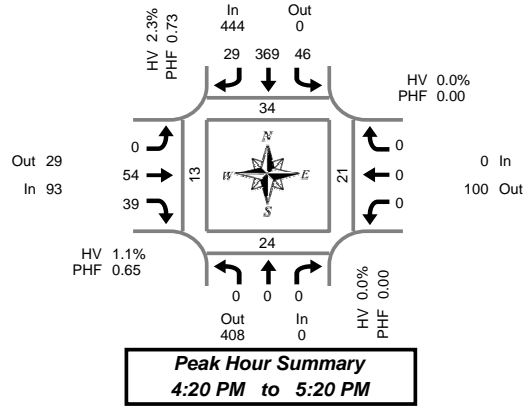 HV 2.3%
PHF 0.73
In
444
Out
0
29 369 46
HV 0.0%
PHF 0.00
34
0
54
39
13
N
W E
S
21
0
0
0
Out 29
In 93
0 In
100 Out
24
HV 1.1%
PHF 0.65
0 0 0
Out
408
In
0
HV 0.0%
PHF 0.00
Peak Hour Summary
4:20 PM to 5:20 PM